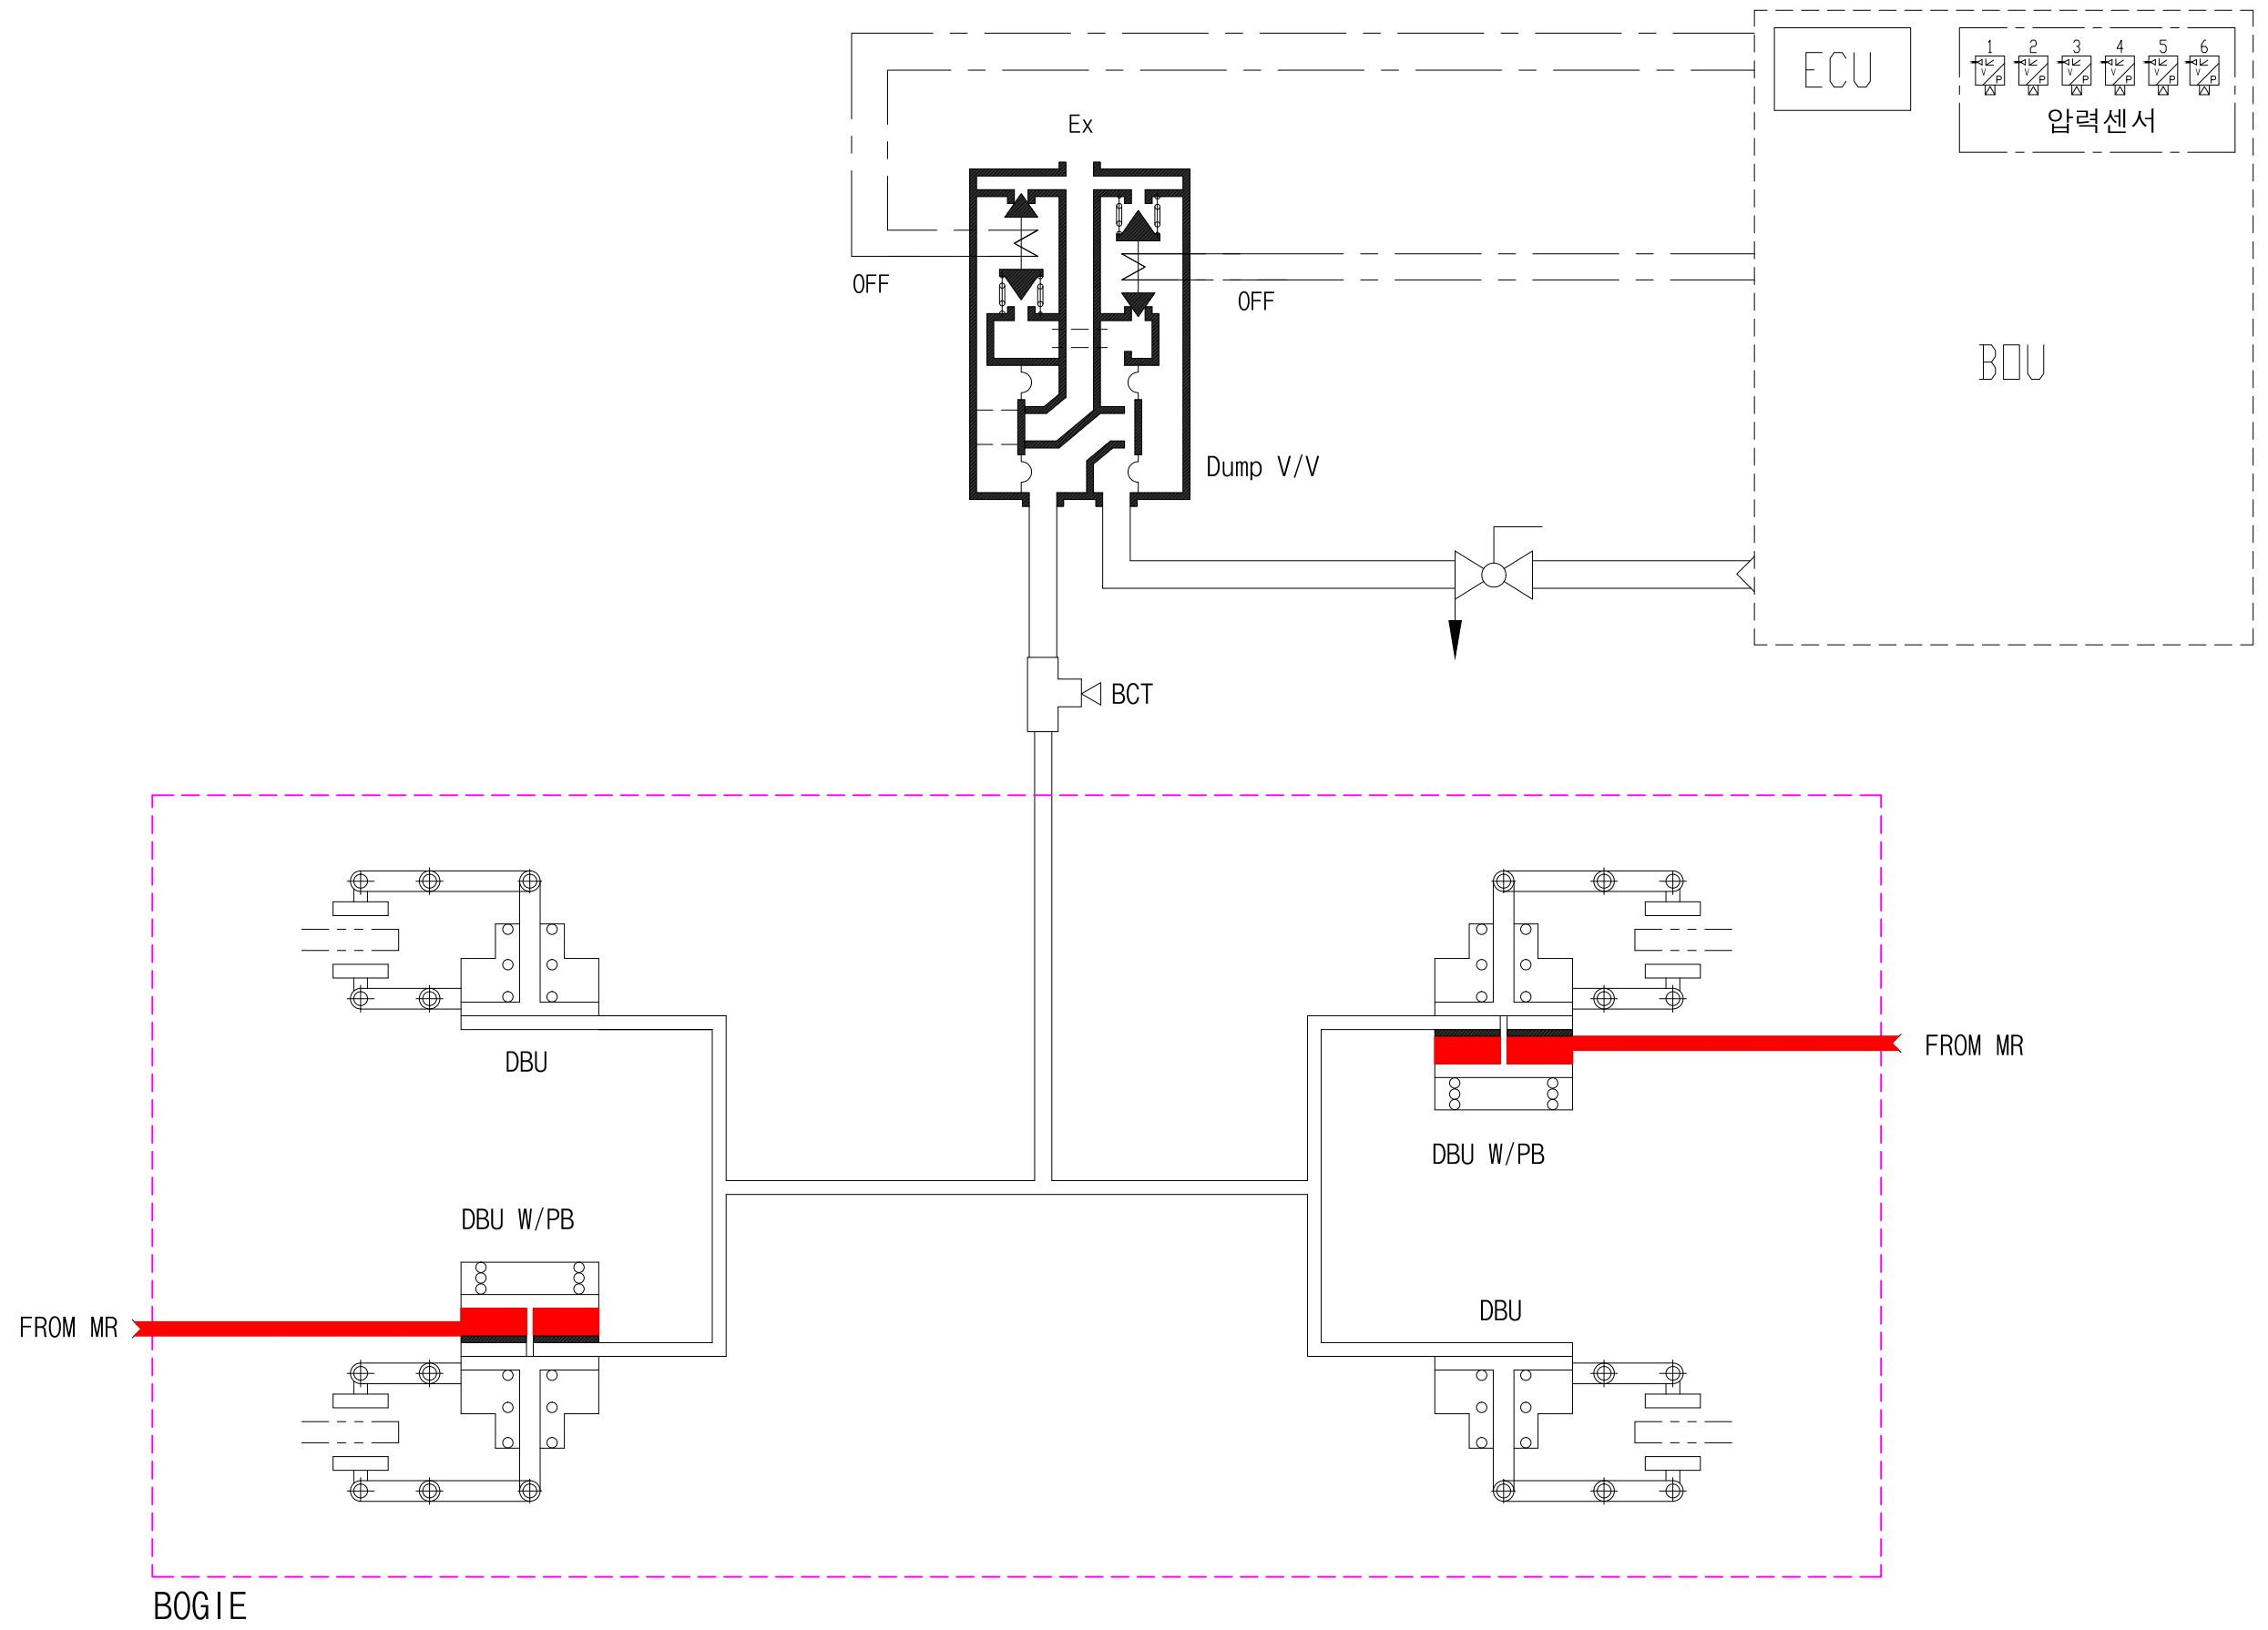 ECU
1 2 3 4 5 6
V P V P V P V P V P V P
압력센서
Ex
OFF
OFF
BOU
Dump V/V
BCT
DBU
FROM MR
DBU W/PB
DBU W/PB
DBU
FROM MR
BOGIE